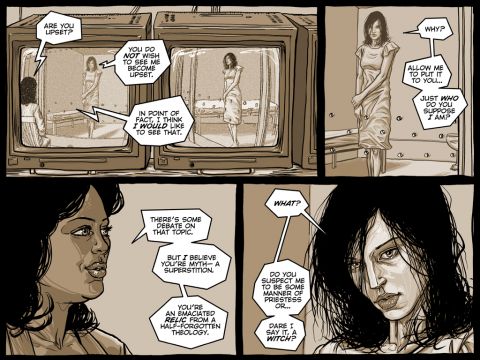 ARE YOU
UPSET?
YOU DO
NOT WISH
TO SEE ME
BECOME
UPSET.
IN POINT OF
FACT, I THINK
I WOULD LIKE
TO SEE THAT.
WHY?
ALLOW ME
TO PUT IT
TO YOU...
JUST WHO
DO YOU
SUPPOSE
I AM?
THERE'S SOME
DEBATE ON
THAT TOPIC.
BUT I BELIEVE
YOU'RE MYTH— A
SUPERSTITION.
YOU'RE
AN EMACIATED
RELIC FROM A
HALF-FORGOTTEN
THEOLOGY.
WHAT?
DO YOU
SUSPECT ME
TO BE SOME
MANNER OF
PRIESTESS
OR...
DARE I
SAY IT, A
WITCH?